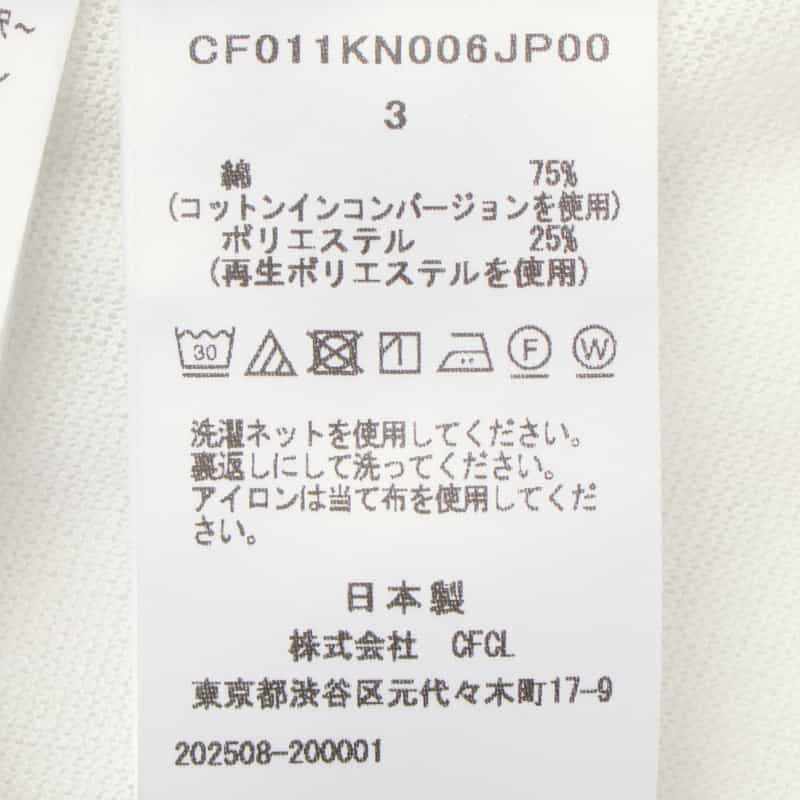 CF011KN006JP00
3
綿 75%
(コットンインコンバージョンを使用)
ポリエステル 25%
(再生ポリエステルを使用)
30 F W
洗濯ネットを使用してください。
裏返しにして洗ってください。
アイロンは当て布を使用してくだ
さい。
日本製
株式会社 CFCL
東京都渋谷区元代々木町17-9
202508-200001